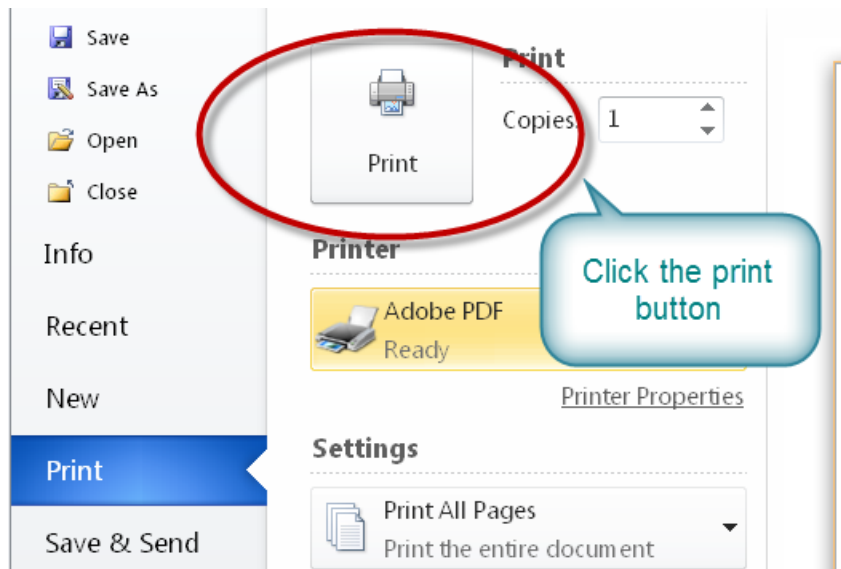 Save
Save As
Open
Close
Info
Recent
New
Print
Save & Send
Print
Print
Copies: 1
Printer
Adobe PDF
Ready
Click the print
button
Printer Properties
Settings
Print All Pages
Print the entire document